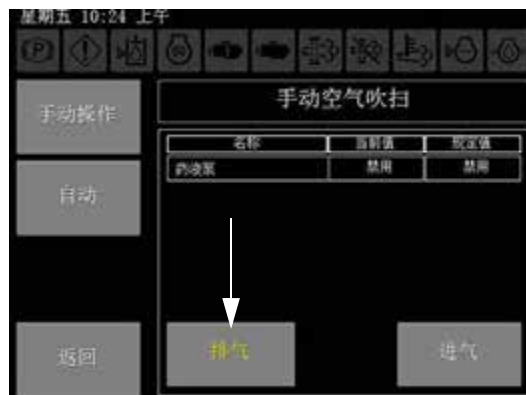 星期五 10:24 上午
手动操作
手动空气吹扫
名称 当前值 规定值
药液泵 禁用 禁用
自动
返回
排气
进气